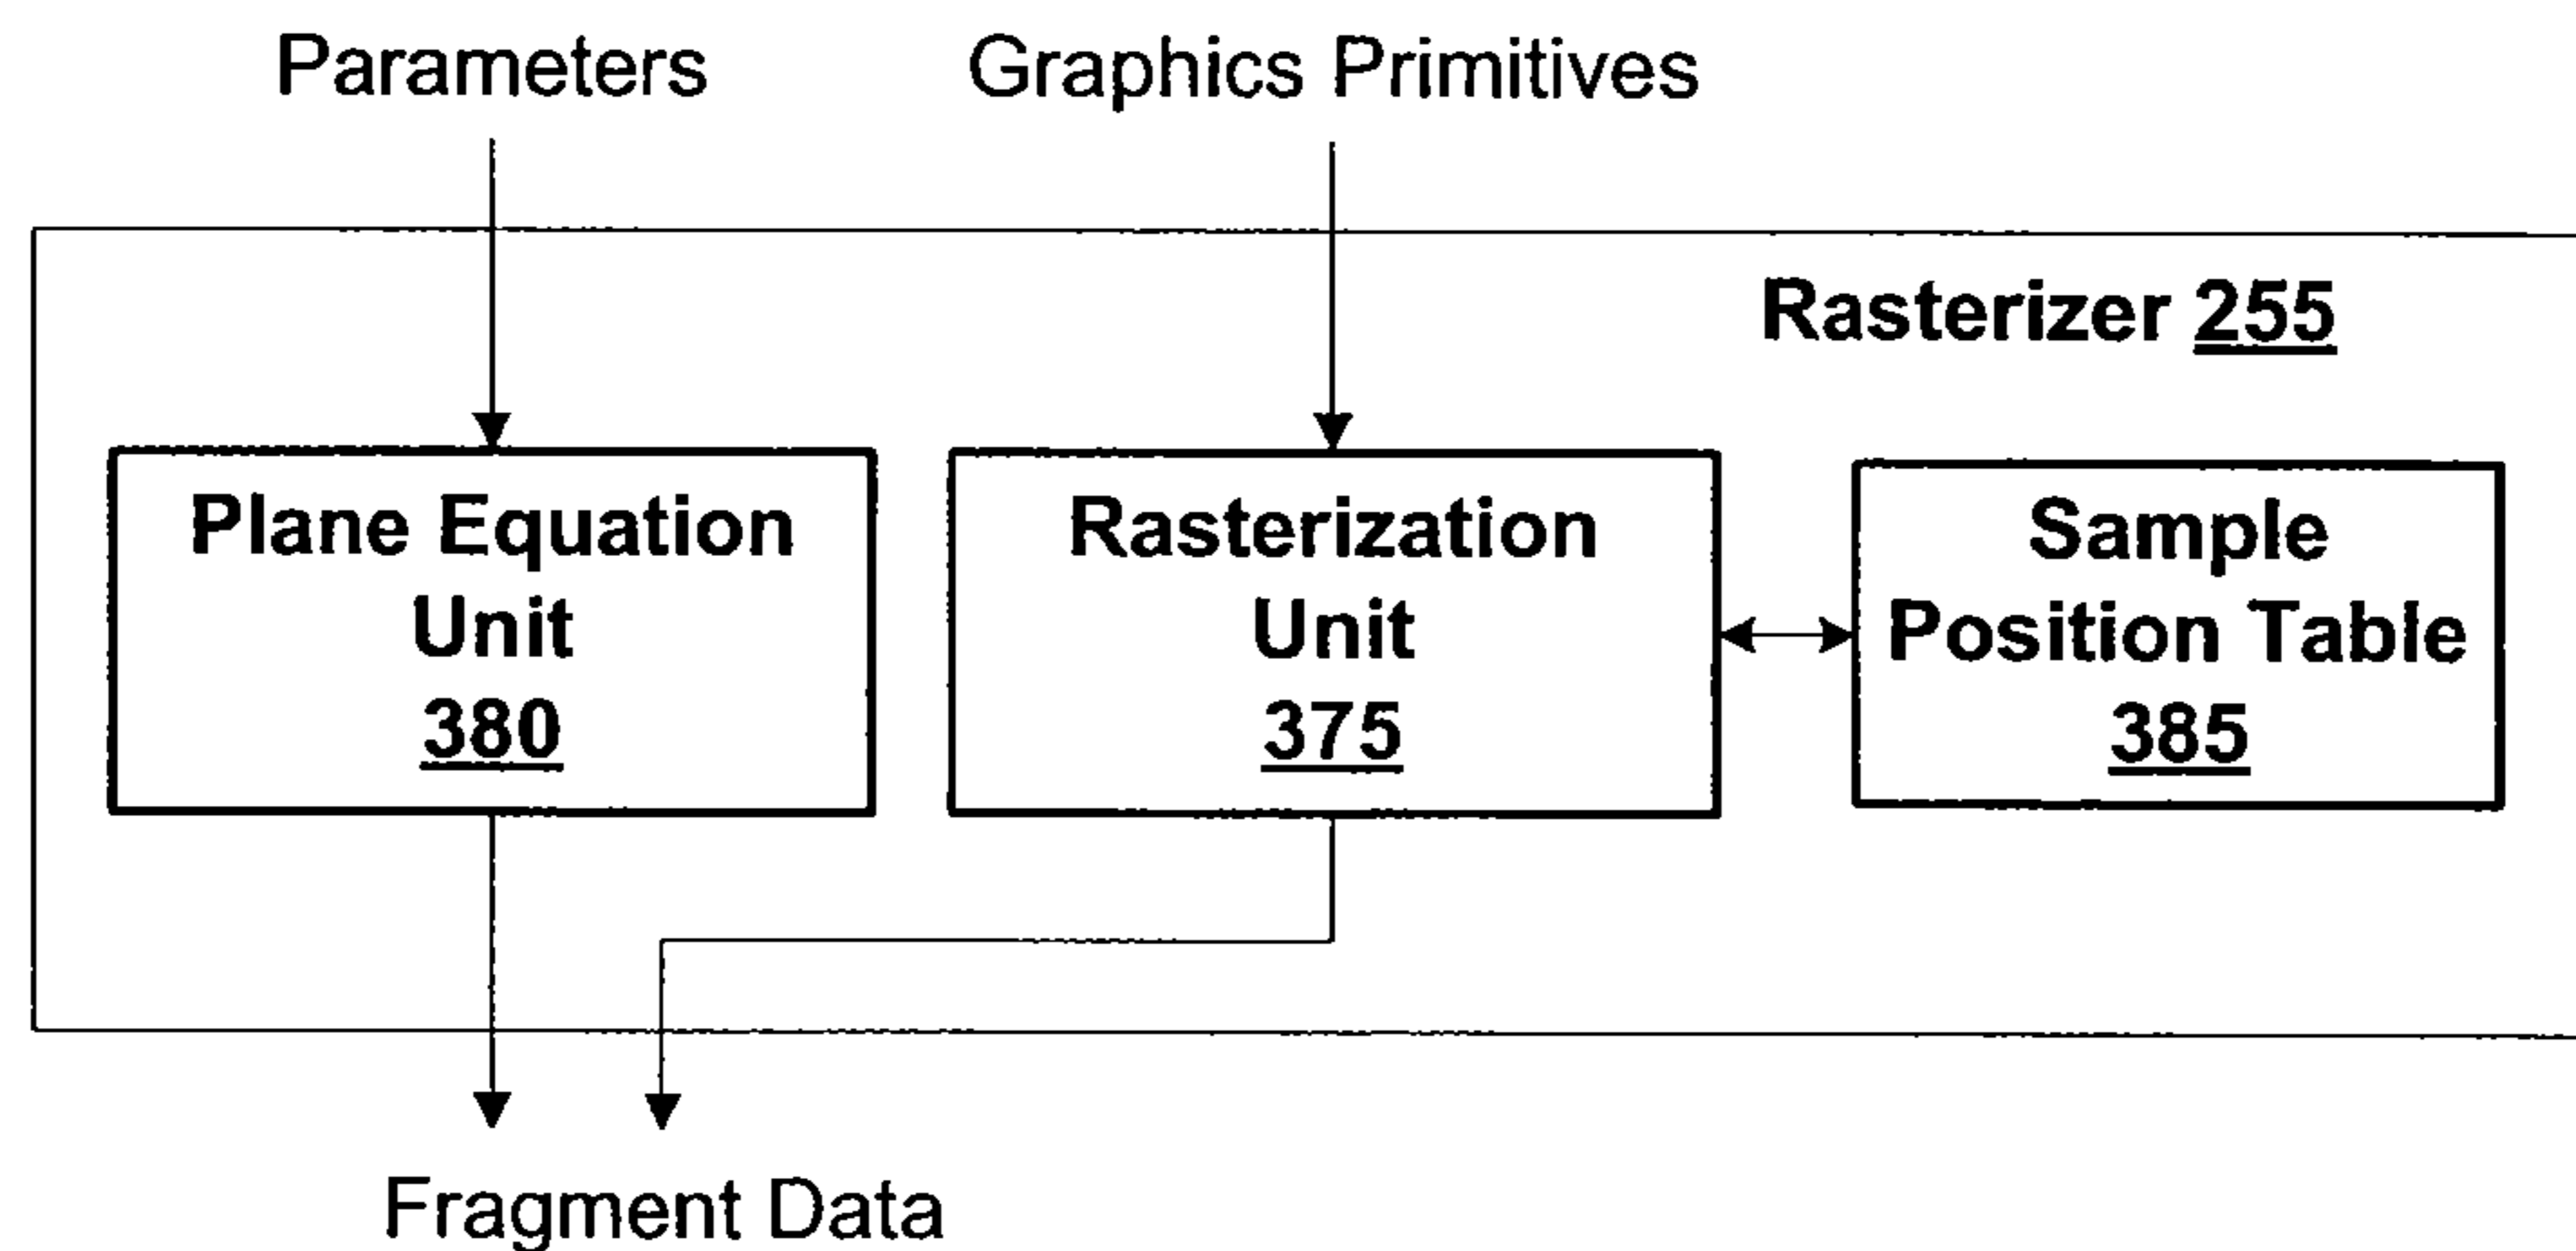 Parameters
Graphics Primitives
Rasterizer 255
Plane Equation
Unit
380
Rasterization
Unit
375
Sample
Position Table
385
Fragment Data